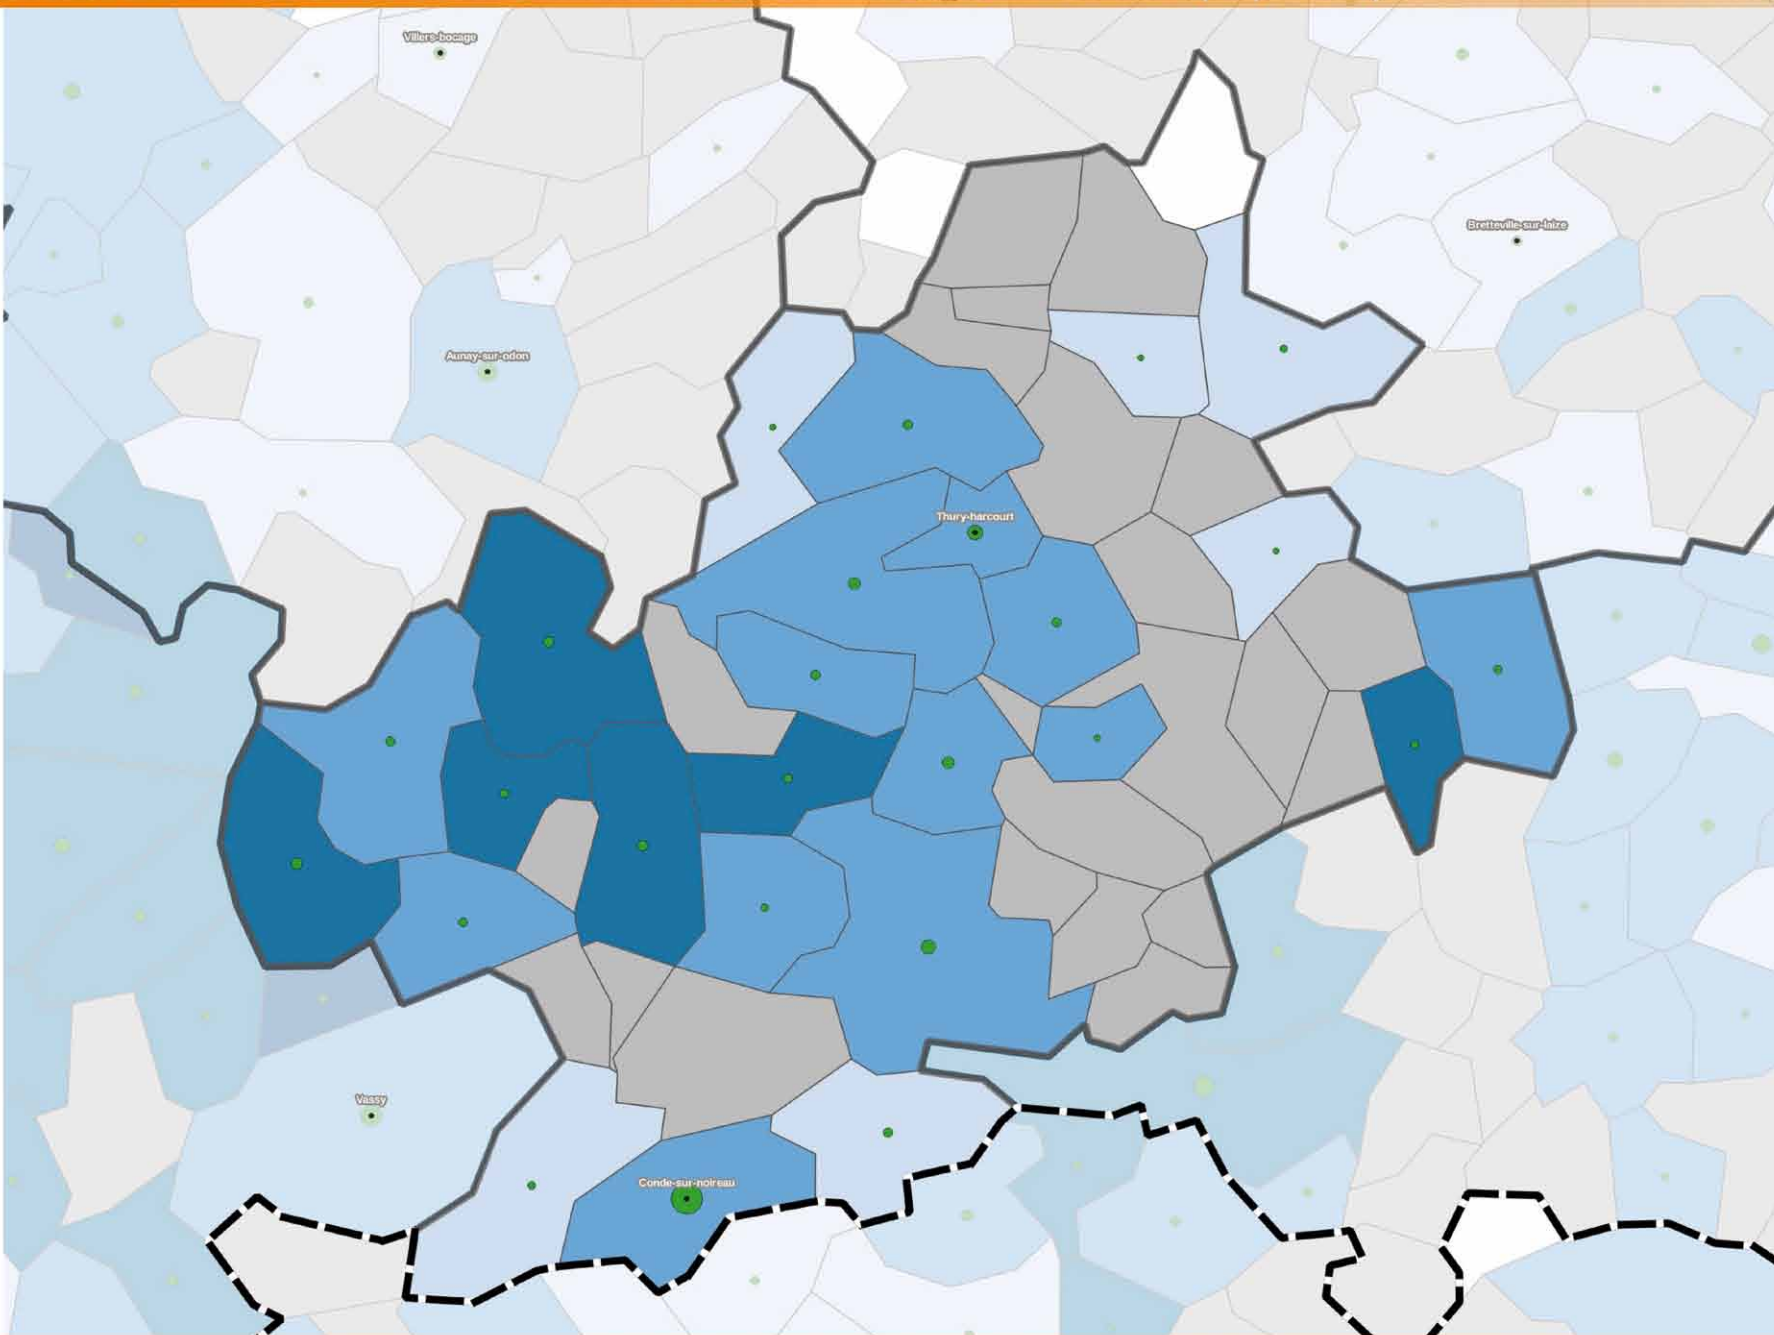 Villers-bocage
Bretteville-sur-laize
Aunay-sur-odon
Thury-harcourt
Vassy
Conde-sur-noireau